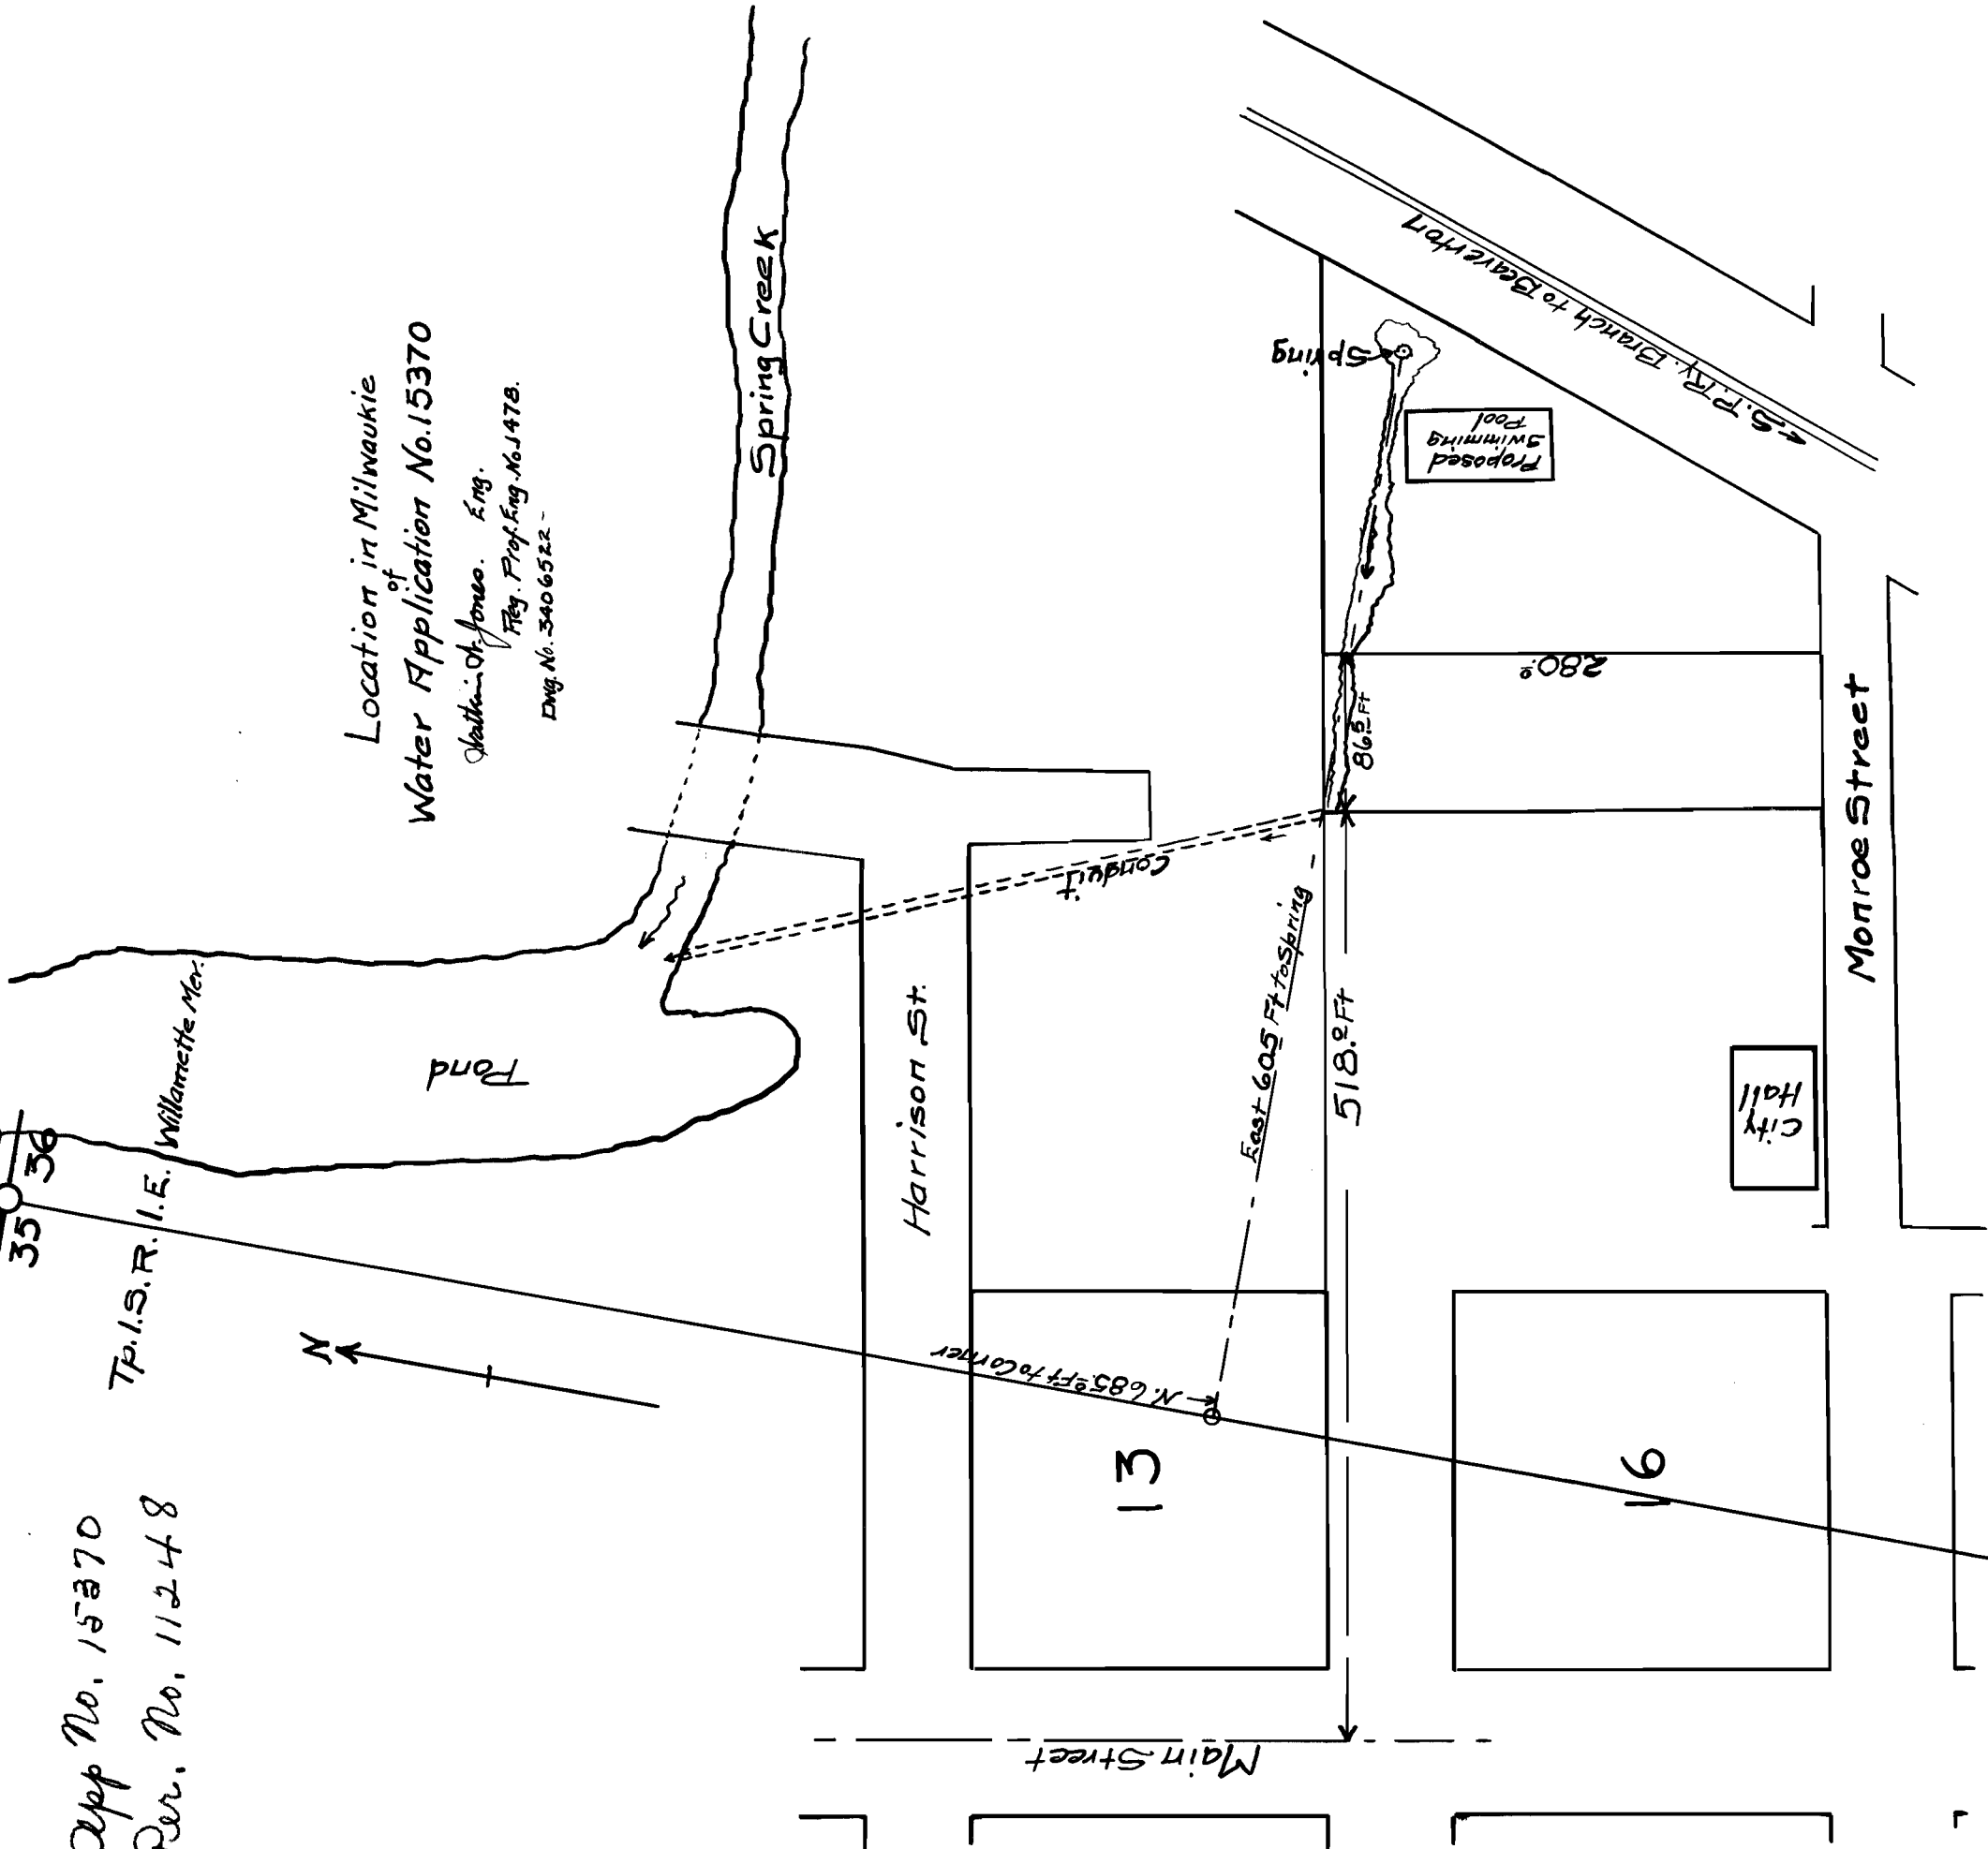 App No. 15370
Per. No. 11248
35 36
Tp. 1. S. R. 1. E. Willamette Mer.
N
Location in Milwaukie
of
Water Application No. 15370
Eng.
Reg. Prof. Eng. No. 1478.
Dwg. No. 3406522-
Spring Creek
Pond
Harrison St.
Conduit
Spring
Proposed
Swimming
Pool
S. P. Ry. Branch to Beaverton
280.0
86.5 Ft
East 605 Ft to Spring
518.0 Ft
N. 685.0 Ft to Corner
13
16
City
Hall
Monroe Street
Main Street